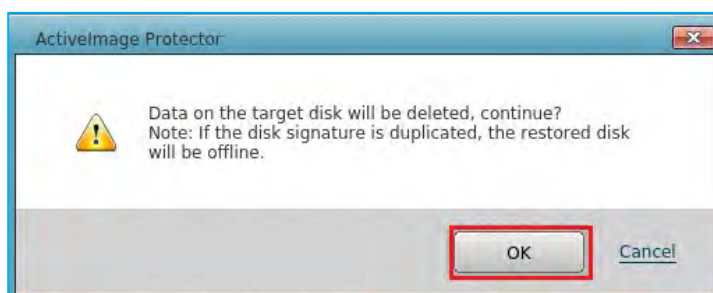 ActiveImage Protector
Data on the target disk will be deleted, continue?
Note: If the disk signature is duplicated, the restored disk
will be offline.
OK
Cancel